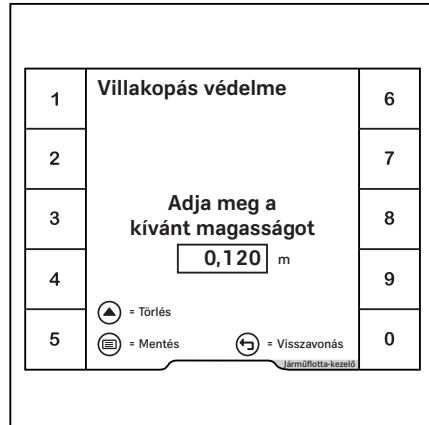 Villakopás védelme
1
2
3
4
5
6
7
8
9
0
Adja meg a
kívánt magasságot
0,120 m
= Törlés
= Mentés
= Visszavonás
Járműflotta-kezelő